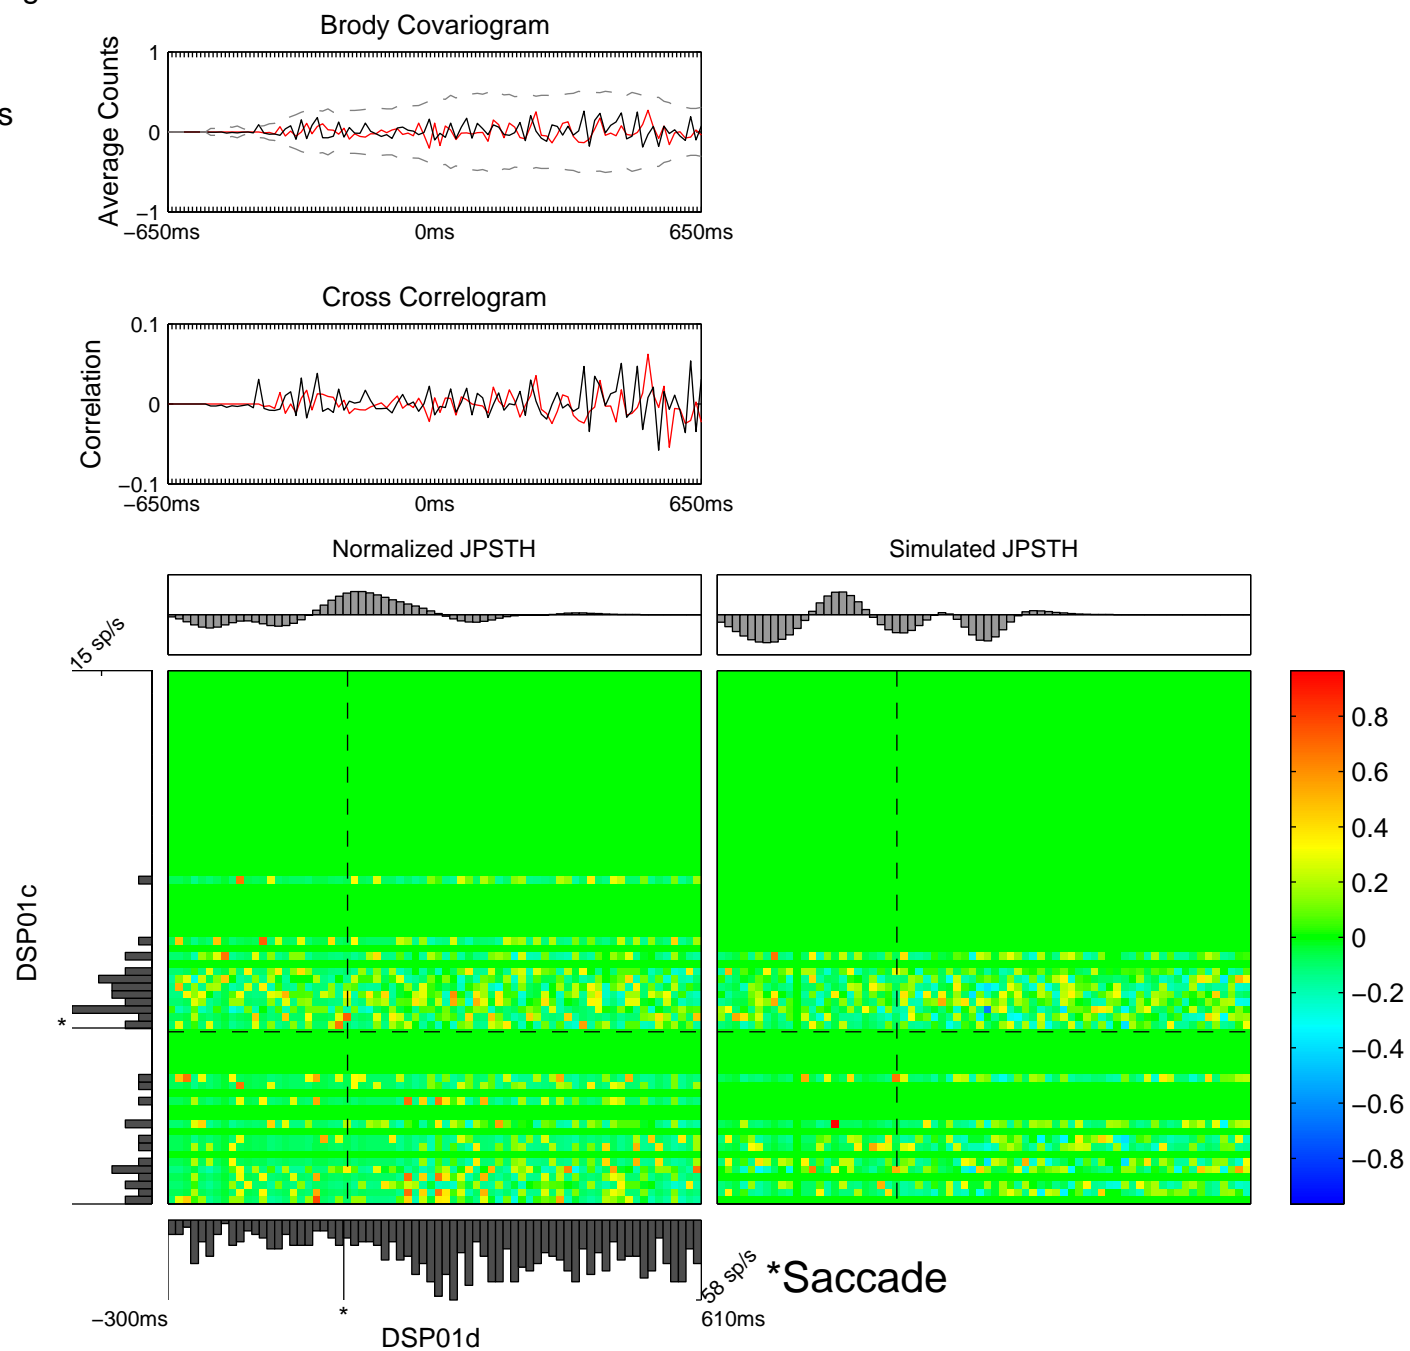 g
Brody Covariogram
s
Average Counts
1
0
−1
−650ms
0ms
650ms
Cross Correlogram
Correlation
0.1
0
−0.1
−650ms
0ms
650ms
Normalized JPSTH
Simulated JPSTH
15 sp/s
DSP01c
*
0.8
0.6
0.4
0.2
0
−0.2
−0.4
−0.6
−0.8
58 sp/s
*Saccade
*
−300ms
610ms
DSP01d